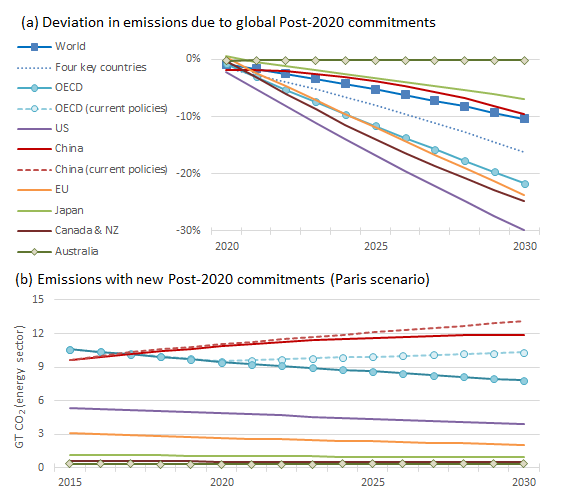 (a) Deviation in emissions due to global Post-2020 commitments
World
Four key countries
OECD
OECD (current policies)
US
China
China (current policies)
EU
Japan
Canada & NZ
Australia
0%
-10%
-20%
-30%
2020
2025
2030
(b) Emissions with new Post-2020 commitments (Paris scenario)
GT CO₂ (energy sector)
15
12
9
6
3
0
2015
2020
2025
2030